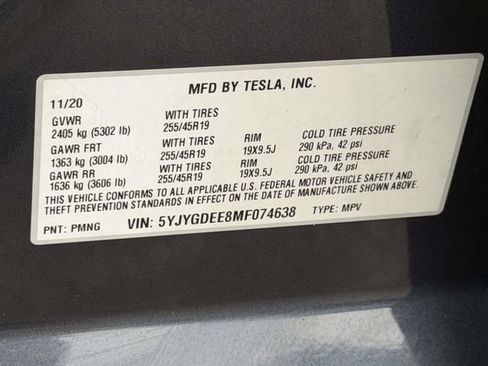 MFD BY TESLA, INC.
11/20
GVWR WITH TIRES
2405 kg (5302 lb) 255/45R19
GAWR FRT WITH TIRES RIM COLD TIRE PRESSURE
1363 kg (3004 lb) 255/45R19 19X9.5J 290 kPa, 42 psi
GAWR RR WITH TIRES RIM COLD TIRE PRESSURE
1636 kg (3606 lb) 255/45R19 19X9.5J 290 kPa, 42 psi
THIS VEHICLE CONFORMS TO ALL APPLICABLE U.S. FEDERAL MOTOR VEHICLE SAFETY AND
THEFT PREVENTION STANDARDS IN EFFECT ON THE DATE OF MANUFACTURE SHOWN ABOVE.
PNT: PMNG VIN: 5YJYGDEE8MF074638 TYPE: MPV